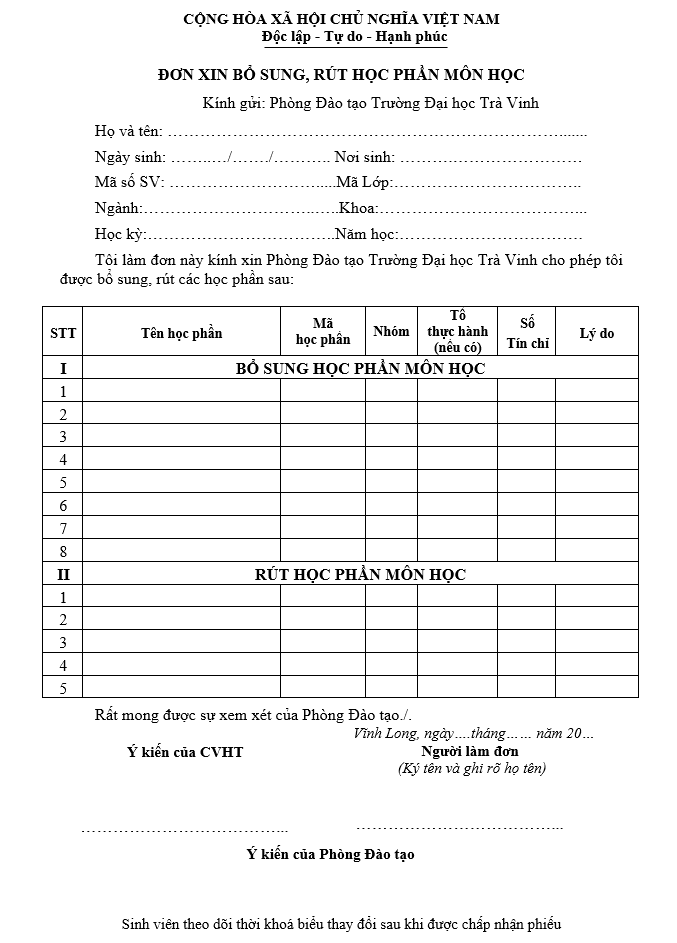 CỘNG HÒA XÃ HỘI CHỦ NGHĨA VIỆT NAM
Độc lập - Tự do - Hạnh phúc
ĐƠN XIN BỔ SUNG, RÚT HỌC PHẦN MÔN HỌC
Kính gửi: Phòng Đào tạo Trường Đại học Trà Vinh
Họ và tên: ………………………………………………………………......
Ngày sinh: …….…./……./……….. Nơi sinh: …………………………….
Mã số SV: ……………………….....Mã Lớp:……………………………..
Ngành:…………………………..…...Khoa:………………………………...
Học kỳ:……………………………..Năm học:…………………………….
Tôi làm đơn này kính xin Phòng Đào tạo Trường Đại học Trà Vinh cho phép tôi
được bổ sung, rút các học phần sau:
STT Tên học phần Mã học phần Nhóm Tổ thực hành (nếu có) Số Tín chỉ Lý do
I BỔ SUNG HỌC PHẦN MÔN HỌC
1
2
3
4
5
6
7
8
II RÚT HỌC PHẦN MÔN HỌC
1
2
3
4
5
Rất mong được sự xem xét của Phòng Đào tạo./.
Vĩnh Long, ngày….tháng…… năm 20…
Ý kiến của CVHT Người làm đơn
(Ký tên và ghi rõ họ tên)
…………………………….. ……………………………...
Ý kiến của Phòng Đào tạo
Sinh viên theo dõi thời khoá biểu thay đổi sau khi được chấp nhận phiếu